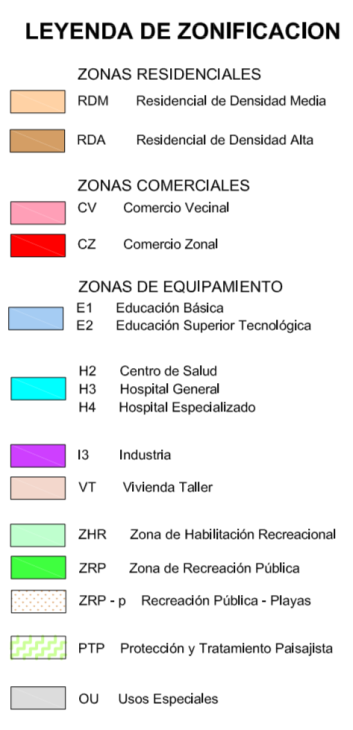 LEYENDA DE ZONIFICACION
ZONAS RESIDENCIALES
RDM Residencial de Densidad Media
RDA Residencial de Densidad Alta
ZONAS COMERCIALES
CV Comercio Vecinal
CZ Comercio Zonal
ZONAS DE EQUIPAMIENTO
E1 Educación Básica
E2 Educación Superior Tecnológica
H2 Centro de Salud
H3 Hospital General
H4 Hospital Especializado
I3 Industria
VT Vivienda Taller
ZHR Zona de Habilitación Recreacional
ZRP Zona de Recreación Pública
ZRP - p Recreación Pública - Playas
PTP Protección y Tratamiento Paisajista
OU Usos Especiales